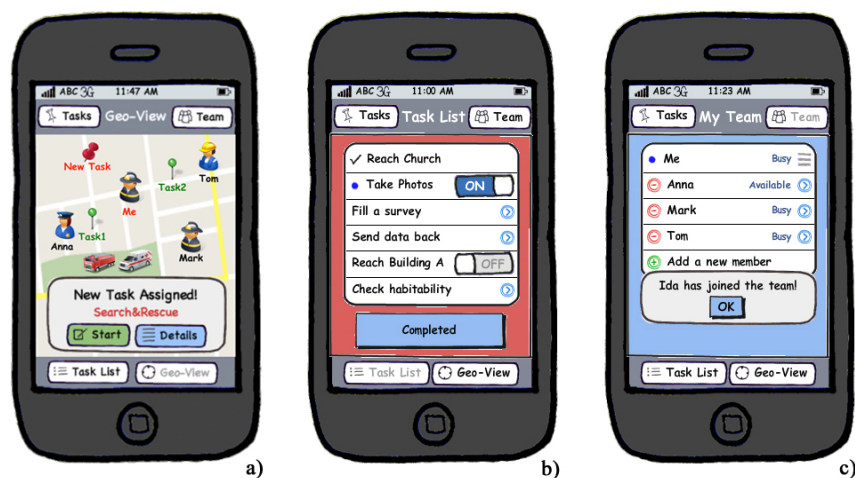 ABC 3G 11:47 AM
Tasks Geo-View Team
New Task
Tom
Task2
Me
Task1
Anna
Mark
New Task Assigned!
Search&Rescue
Start Details
Task List Geo-View
a)
ABC 3G 11:00 AM
Tasks Task List Team
Reach Church
Take Photos ON
Fill a survey
Send data back
Reach Building A OFF
Check habitability
Completed
Task List Geo-View
b)
ABC 3G 11:23 AM
Tasks My Team Team
Me Busy
Anna Available
Mark Busy
Tom Busy
Add a new member
Ida has joined the team!
OK
Task List Geo-View
c)